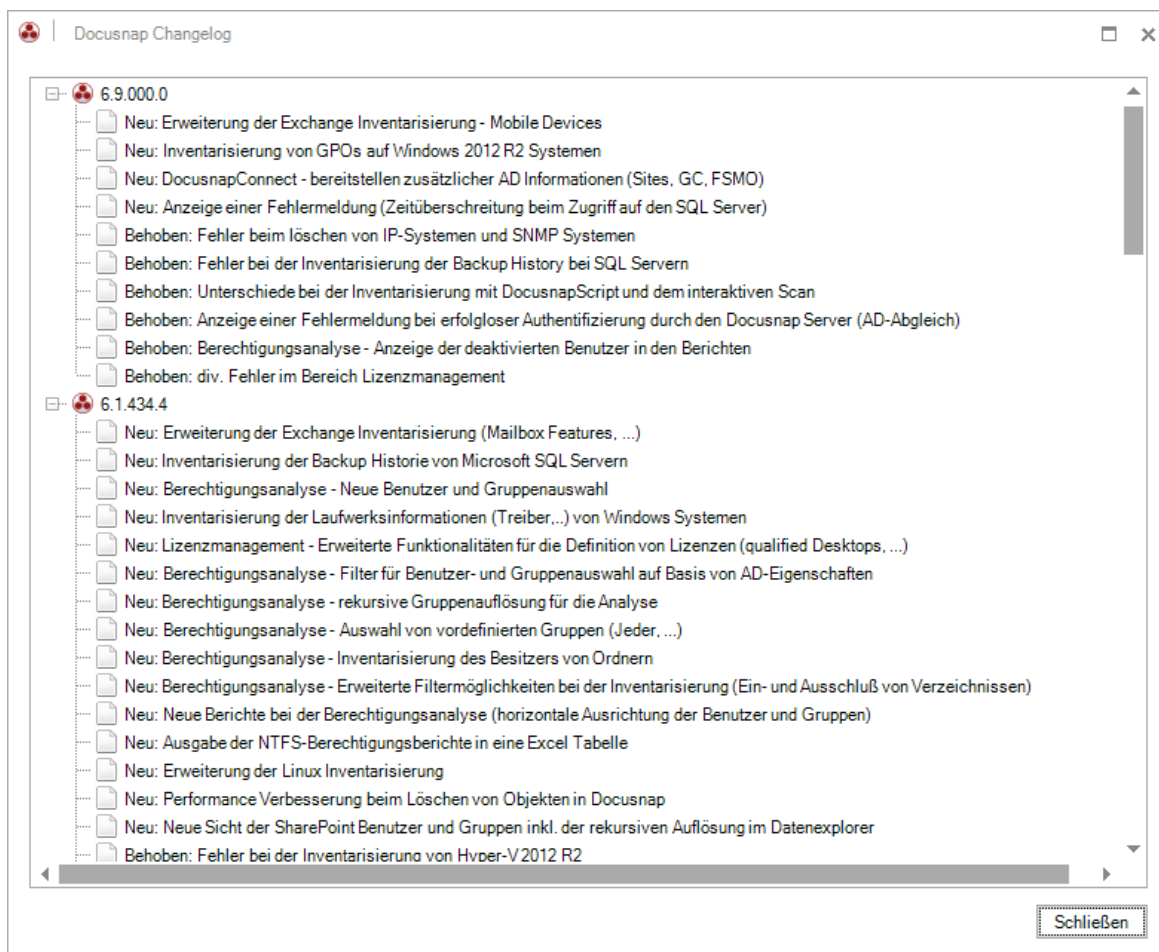 Docusnap Changelog
6.9.000.0
Neu: Erweiterung der Exchange Inventarisierung - Mobile Devices
Neu: Inventarisierung von GPOs auf Windows 2012 R2 Systemen
Neu: DocusnapConnect - bereitstellen zusätzlicher AD Informationen (Sites, GC, FSMO)
Neu: Anzeige einer Fehlermeldung (Zeitüberschreitung beim Zugriff auf den SQL Server)
Behoben: Fehler beim löschen von IP-Systemen und SNMP Systemen
Behoben: Fehler bei der Inventarisierung der Backup History bei SQL Servern
Behoben: Unterschiede bei der Inventarisierung mit DocusnapScript und dem interaktiven Scan
Behoben: Anzeige einer Fehlermeldung bei erfolgloser Authentifizierung durch den Docusnap Server (AD-Abgleich)
Behoben: Berechtigungsanalyse - Anzeige der deaktivierten Benutzer in den Berichten
Behoben: div. Fehler im Bereich Lizenzmanagement
6.1.434.4
Neu: Erweiterung der Exchange Inventarisierung (Mailbox Features, ...)
Neu: Inventarisierung der Backup Historie von Microsoft SQL Servern
Neu: Berechtigungsanalyse - Neue Benutzer und Gruppenauswahl
Neu: Inventarisierung der Laufwerksinformationen (Treiber,..) von Windows Systemen
Neu: Lizenzmanagement - Erweiterte Funktionalitäten für die Definition von Lizenzen (qualified Desktops, ...)
Neu: Berechtigungsanalyse - Filter für Benutzer- und Gruppenauswahl auf Basis von AD-Eigenschaften
Neu: Berechtigungsanalyse - rekursive Gruppenauflösung für die Analyse
Neu: Berechtigungsanalyse - Auswahl von vordefinierten Gruppen (Jeder, ...)
Neu: Berechtigungsanalyse - Inventarisierung des Besitzers von Ordnern
Neu: Berechtigungsanalyse - Erweiterte Filtermöglichkeiten bei der Inventarisierung (Ein- und Ausschluß von Verzeichnissen)
Neu: Neue Berichte bei der Berechtigungsanalyse (horizontale Ausrichtung der Benutzer und Gruppen)
Neu: Ausgabe der NTFS-Berechtigungsberichte in eine Excel Tabelle
Neu: Erweiterung der Linux Inventarisierung
Neu: Performance Verbesserung beim Löschen von Objekten in Docusnap
Neu: Neue Sicht der SharePoint Benutzer und Gruppen inkl. der rekursiven Auflösung im Datenexplorer
Behoben: Fehler bei der Inventarisierung von Hyper-V 2012 R2
Schließen